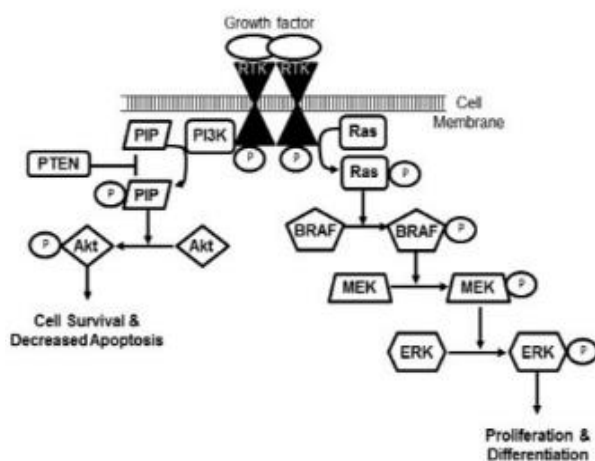 Growth factor
RTK RTK
Cell
Membrane
PIP PI3K P P Ras
PTEN
P PIP Ras P
BRAF BRAF P
P Akt Akt
MEK MEK P
Cell Survival &
Decreased Apoptosis
ERK ERK P
Proliferation &
Differentiation